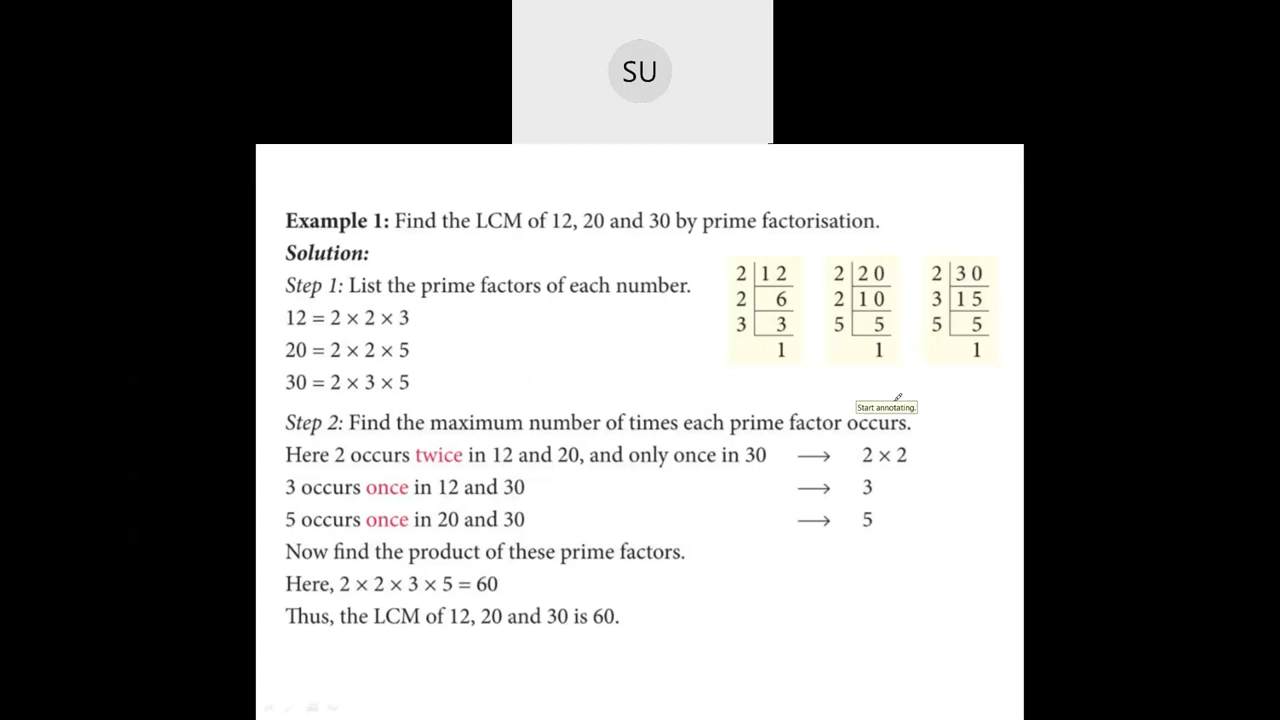 SU
Example 1: Find the LCM of 12, 20 and 30 by prime factorisation.
Solution:
Step 1: List the prime factors of each number.
12 = 2 × 2 × 3
20 = 2 × 2 × 5
30 = 2 × 3 × 5
2 | 12
2 | 6
3 | 3
1
2 | 20
2 | 10
5 | 5
1
2 | 30
3 | 15
5 | 5
1
Start annotating.
Step 2: Find the maximum number of times each prime factor occurs.
Here 2 occurs twice in 12 and 20, and only once in 30 ⟶ 2 × 2
3 occurs once in 12 and 30 ⟶ 3
5 occurs once in 20 and 30 ⟶ 5
Now find the product of these prime factors.
Here, 2 × 2 × 3 × 5 = 60
Thus, the LCM of 12, 20 and 30 is 60.